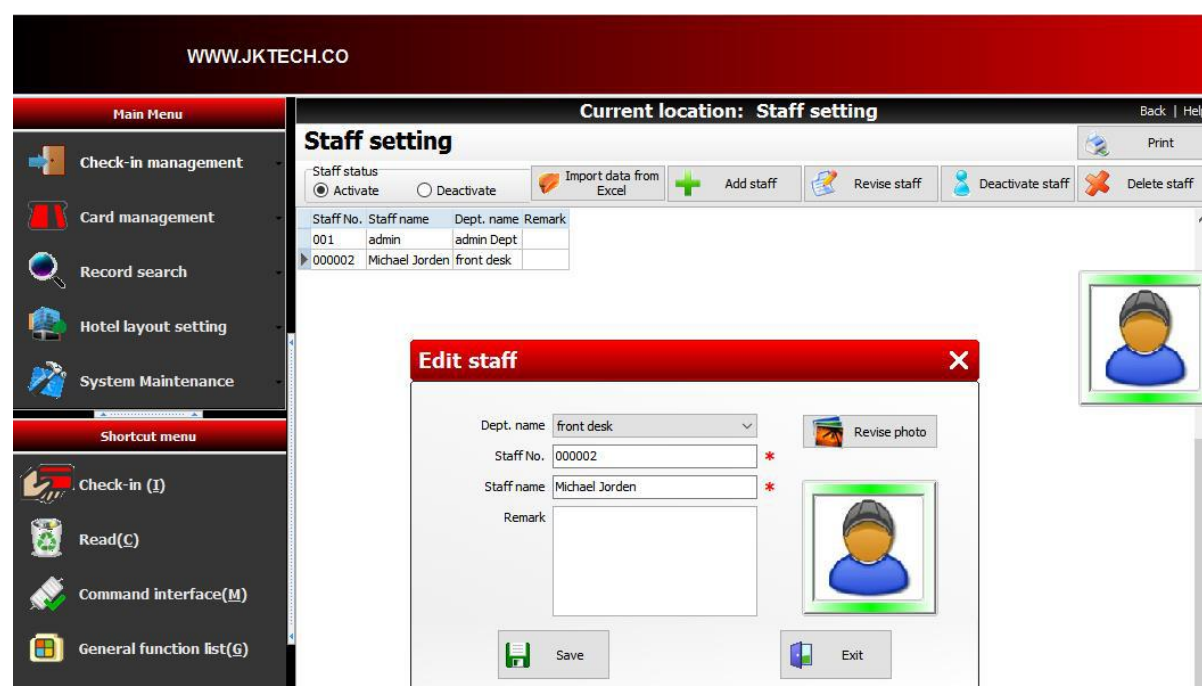 WWW.JKTECH.CO
Main Menu
Check-in management
Card management
Record search
Hotel layout setting
System Maintenance
Shortcut menu
Check-in (I)
Read(C)
Command interface(M)
General function list(G)
Current location: Staff setting
Back | Hel
Staff setting
Print
Staff status
Activate
Deactivate
Import data from
Excel
Add staff
Revise staff
Deactivate staff
Delete staff
Staff No. Staff name Dept. name Remark
001 admin admin Dept
000002 Michael Jorden front desk
Edit staff
Dept. name front desk
Revise photo
Staff No. 000002 *
Staff name Michael Jorden *
Remark
Save
Exit